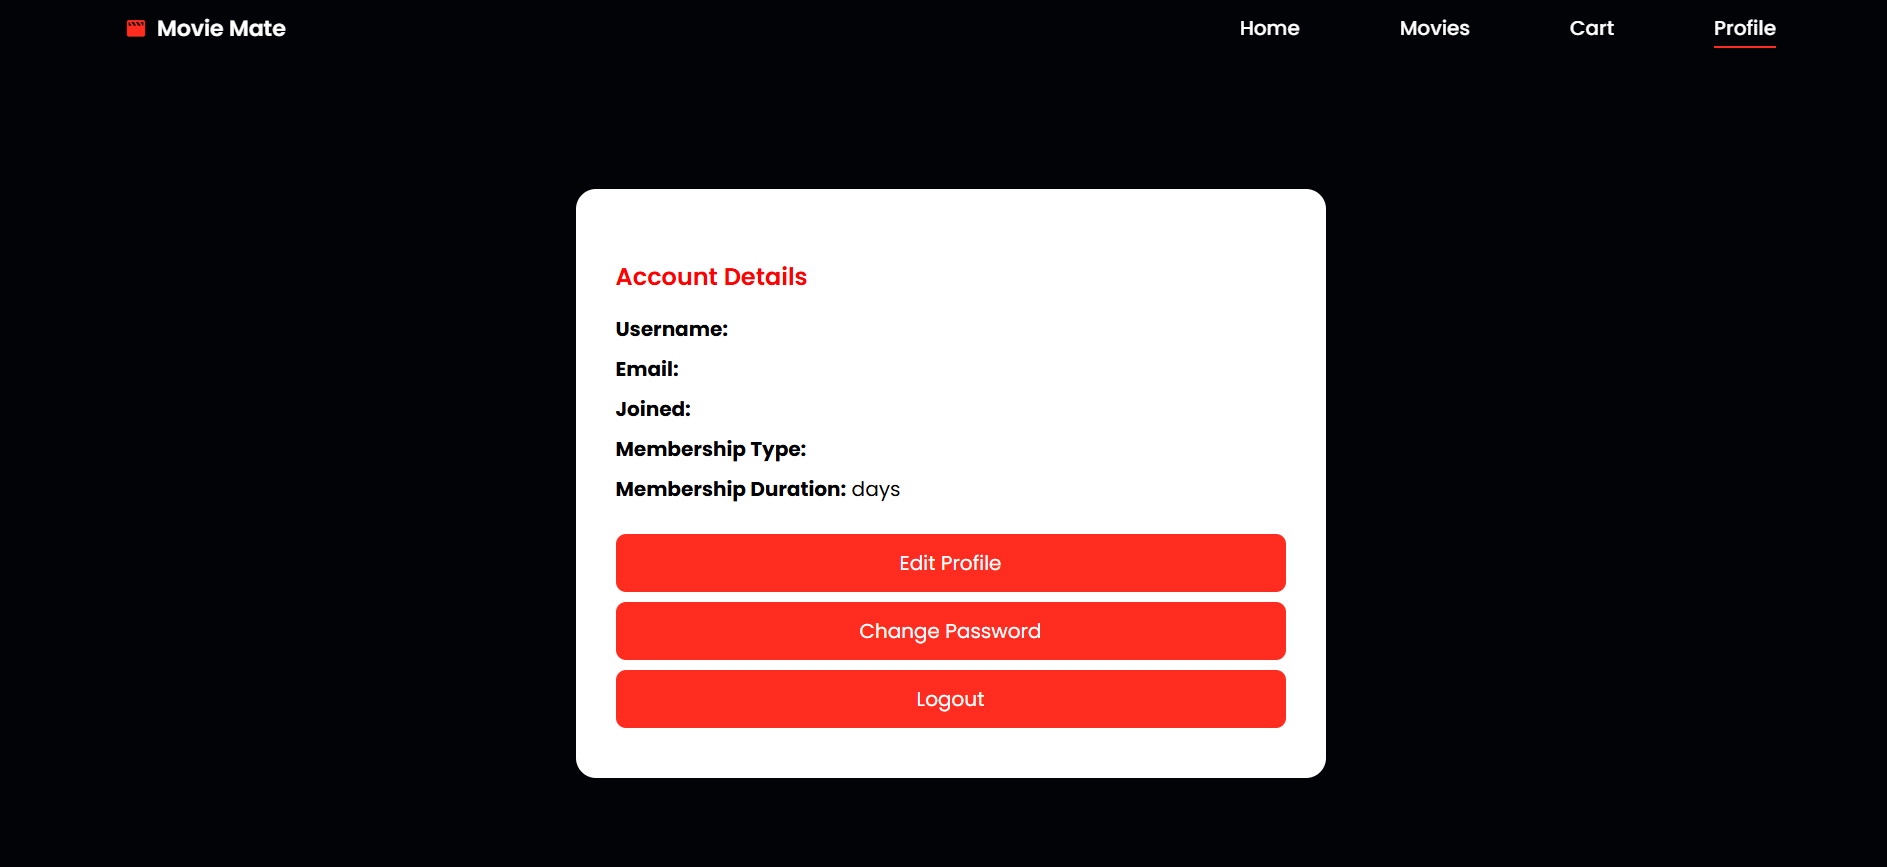 Movie Mate
Home Movies Cart Profile
Account Details
Username:
Email:
Joined:
Membership Type:
Membership Duration: days
Edit Profile
Change Password
Logout